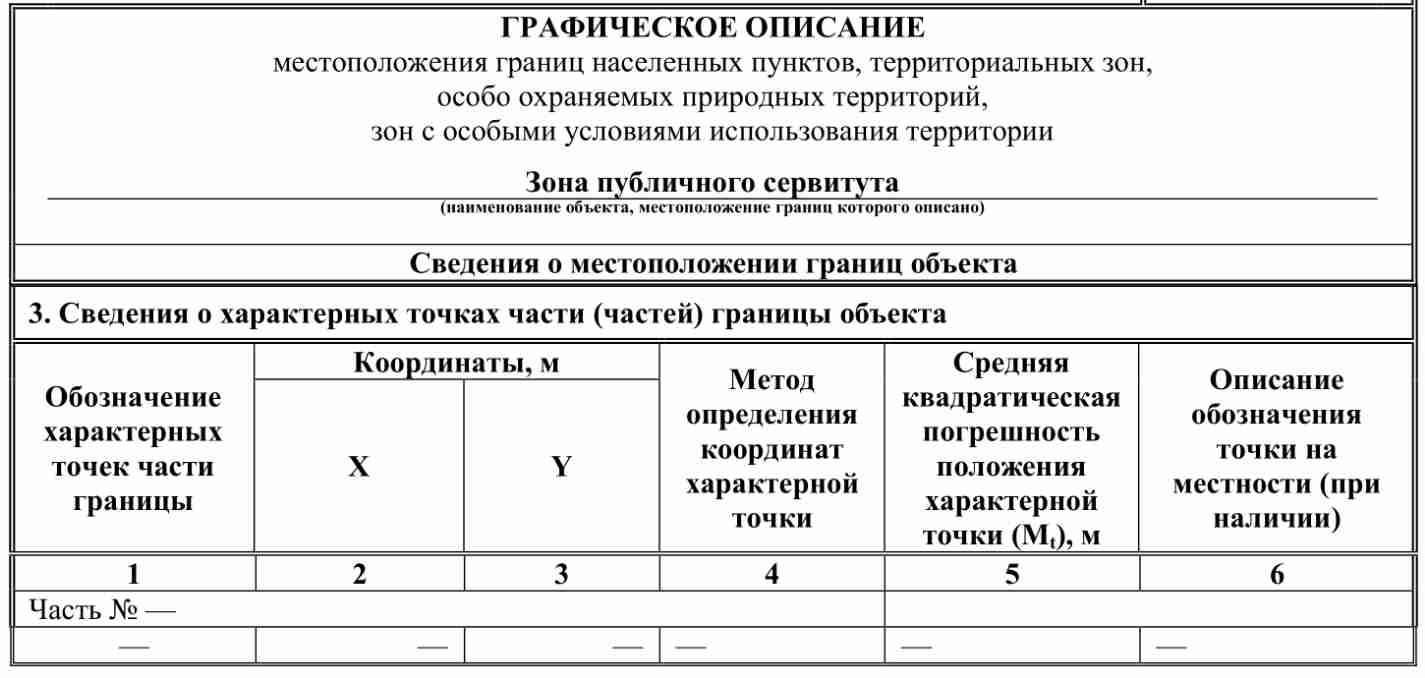 ГРАФИЧЕСКОЕ ОПИСАНИЕ
местоположения границ населенных пунктов, территориальных зон,
особо охраняемых природных территорий,
зон с особыми условиями использования территории
Зона публичного сервитута
(наименование объекта, местоположение границ которого описано)
Сведения о местоположении границ объекта
3. Сведения о характерных точках части (частей) границы объекта
Обозначение
характерных
точек части
границы
Координаты, м
X
Y
Метод
определения
координат
характерной
точки
Средняя
квадратическая
погрешность
положения
характерной
точки (Mt), м
Описание
обозначения
точки на
местности (при
наличии)
1 2 3 4 5 6
Часть № —
— — — — — —